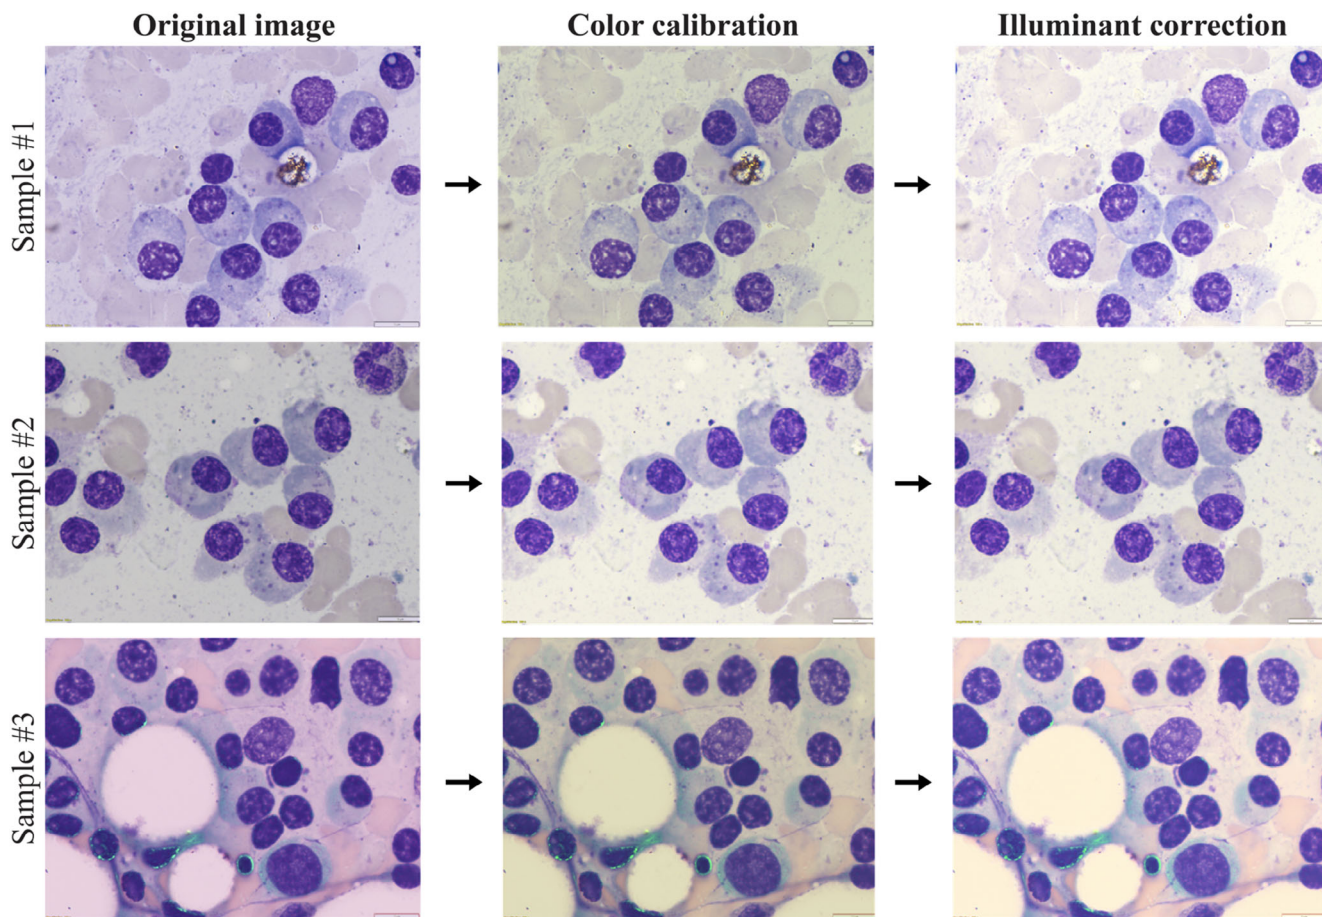 Original image
Color calibration
Illuminant correction
Sample #1
Sample #2
Sample #3